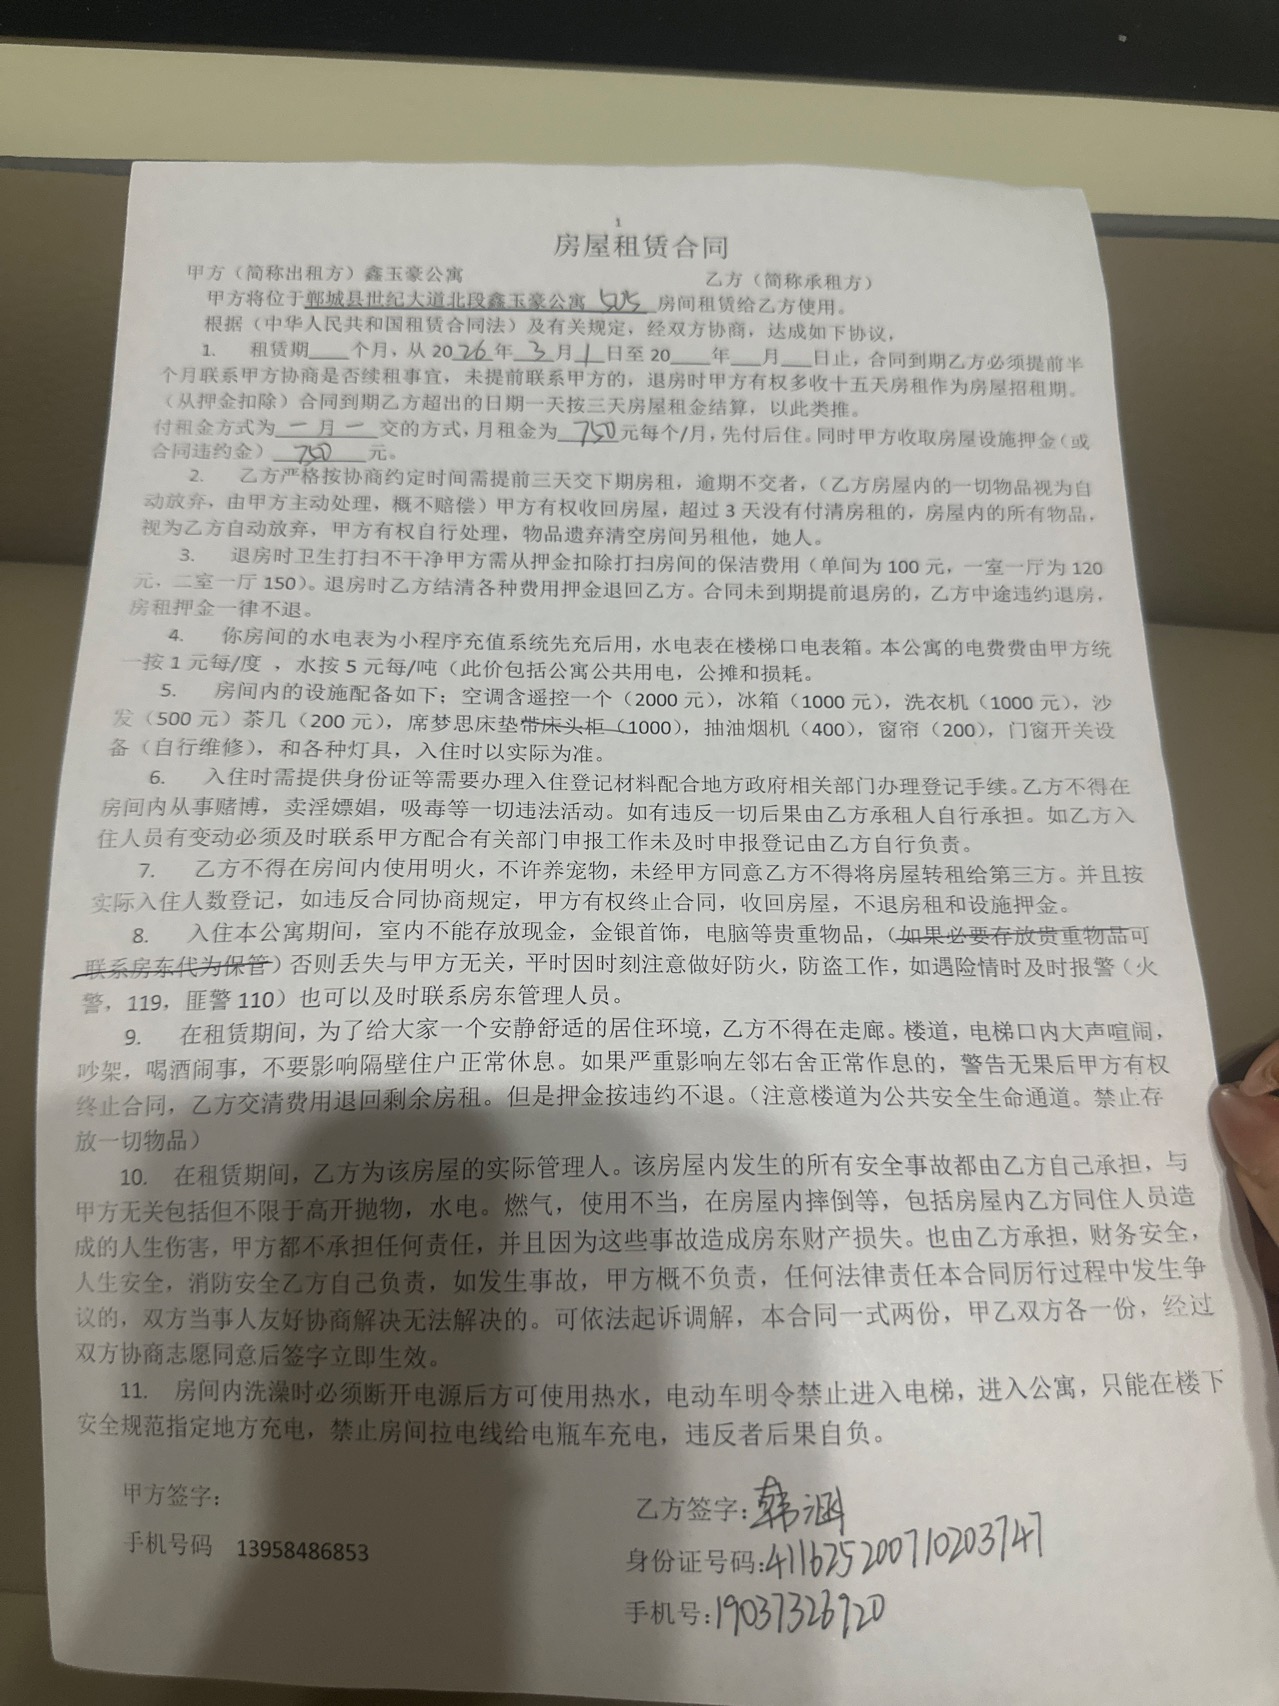 1
房屋租赁合同
甲方（简称出租方）鑫玉豪公寓 乙方（简称承租方）
甲方将位于郸城县世纪大道北段鑫玉豪公寓 505 房间租赁给乙方使用。
根据（中华人民共和国租赁合同法）及有关规定，经双方协商，达成如下协议，
1. 租赁期____个月，从 2026年 3月 1日至 20____年___月___日止，合同到期乙方必须提前半
个月联系甲方协商是否续租事宜，未提前联系甲方的，退房时甲方有权多收十五天房租作为房屋招租期。
（从押金扣除）合同到期乙方超出的日期一天按三天房屋租金结算，以此类推。
付租金方式为 一 月 一 交的方式，月租金为 750元每个/月，先付后住。同时甲方收取房屋设施押金（或
合同违约金） 750 元。
2. 乙方严格按协商约定时间需提前三天交下期房租，逾期不交者，（乙方房屋内的一切物品视为自
动放弃，由甲方主动处理，概不赔偿）甲方有权收回房屋，超过 3 天没有付清房租的，房屋内的所有物品，
视为乙方自动放弃，甲方有权自行处理，物品遗弃清空房间另租他，她人。
3. 退房时卫生打扫不干净甲方需从押金扣除打扫房间的保洁费用（单间为 100 元，一室一厅为 120
元，二室一厅 150）。退房时乙方结清各种费用押金退回乙方。合同未到期提前退房的，乙方中途违约退房，
房租押金一律不退。
4. 你房间的水电表为小程序充值系统先充后用，水电表在楼梯口电表箱。本公寓的电费费由甲方统
一按 1 元每/度 ，水按 5 元每/吨（此价包括公寓公共用电，公摊和损耗。
5. 房间内的设施配备如下；空调含遥控一个（2000 元），冰箱（1000 元），洗衣机（1000 元），沙
发（500 元）茶几（200 元），席梦思床垫带床头柜（1000），抽油烟机（400），窗帘（200），门窗开关设
备（自行维修），和各种灯具，入住时以实际为准。
6. 入住时需提供身份证等需要办理入住登记材料配合地方政府相关部门办理登记手续。乙方不得在
房间内从事赌博，卖淫嫖娼，吸毒等一切违法活动。如有违反一切后果由乙方承租人自行承担。如乙方入
住人员有变动必须及时联系甲方配合有关部门申报工作未及时申报登记由乙方自行负责。
7. 乙方不得在房间内使用明火，不许养宠物，未经甲方同意乙方不得将房屋转租给第三方。并且按
实际入住人数登记，如违反合同协商规定，甲方有权终止合同，收回房屋，不退房租和设施押金。
8. 入住本公寓期间，室内不能存放现金，金银首饰，电脑等贵重物品，（如果必要存放贵重物品可
联系房东代为保管）否则丢失与甲方无关，平时因时刻注意做好防火，防盗工作，如遇险情时及时报警（火
警，119，匪警 110）也可以及时联系房东管理人员。
9. 在租赁期间，为了给大家一个安静舒适的居住环境，乙方不得在走廊。楼道，电梯口内大声喧闹，
吵架，喝酒闹事，不要影响隔壁住户正常休息。如果严重影响左邻右舍正常作息的，警告无果后甲方有权
终止合同，乙方交清费用退回剩余房租。但是押金按违约不退。（注意楼道为公共安全生命通道。禁止存
放一切物品）
10. 在租赁期间，乙方为该房屋的实际管理人。该房屋内发生的所有安全事故都由乙方自己承担，与
甲方无关包括但不限于高开抛物，水电。燃气，使用不当，在房屋内摔倒等，包括房屋内乙方同住人员造
成的人生伤害，甲方都不承担任何责任，并且因为这些事故造成房东财产损失。也由乙方承担，财务安全，
人生安全，消防安全乙方自己负责，如发生事故，甲方概不负责，任何法律责任本合同厉行过程中发生争
议的，双方当事人友好协商解决无法解决的。可依法起诉调解，本合同一式两份，甲乙双方各一份，经过
双方协商志愿同意后签字立即生效。
11. 房间内洗澡时必须断开电源后方可使用热水，电动车明令禁止进入电梯，进入公寓，只能在楼下
安全规范指定地方充电，禁止房间拉电线给电瓶车充电，违反者后果自负。
甲方签字： 乙方签字：韩涵
手机号码 13958486853 身份证号码：411625200710203747
手机号：19037326920